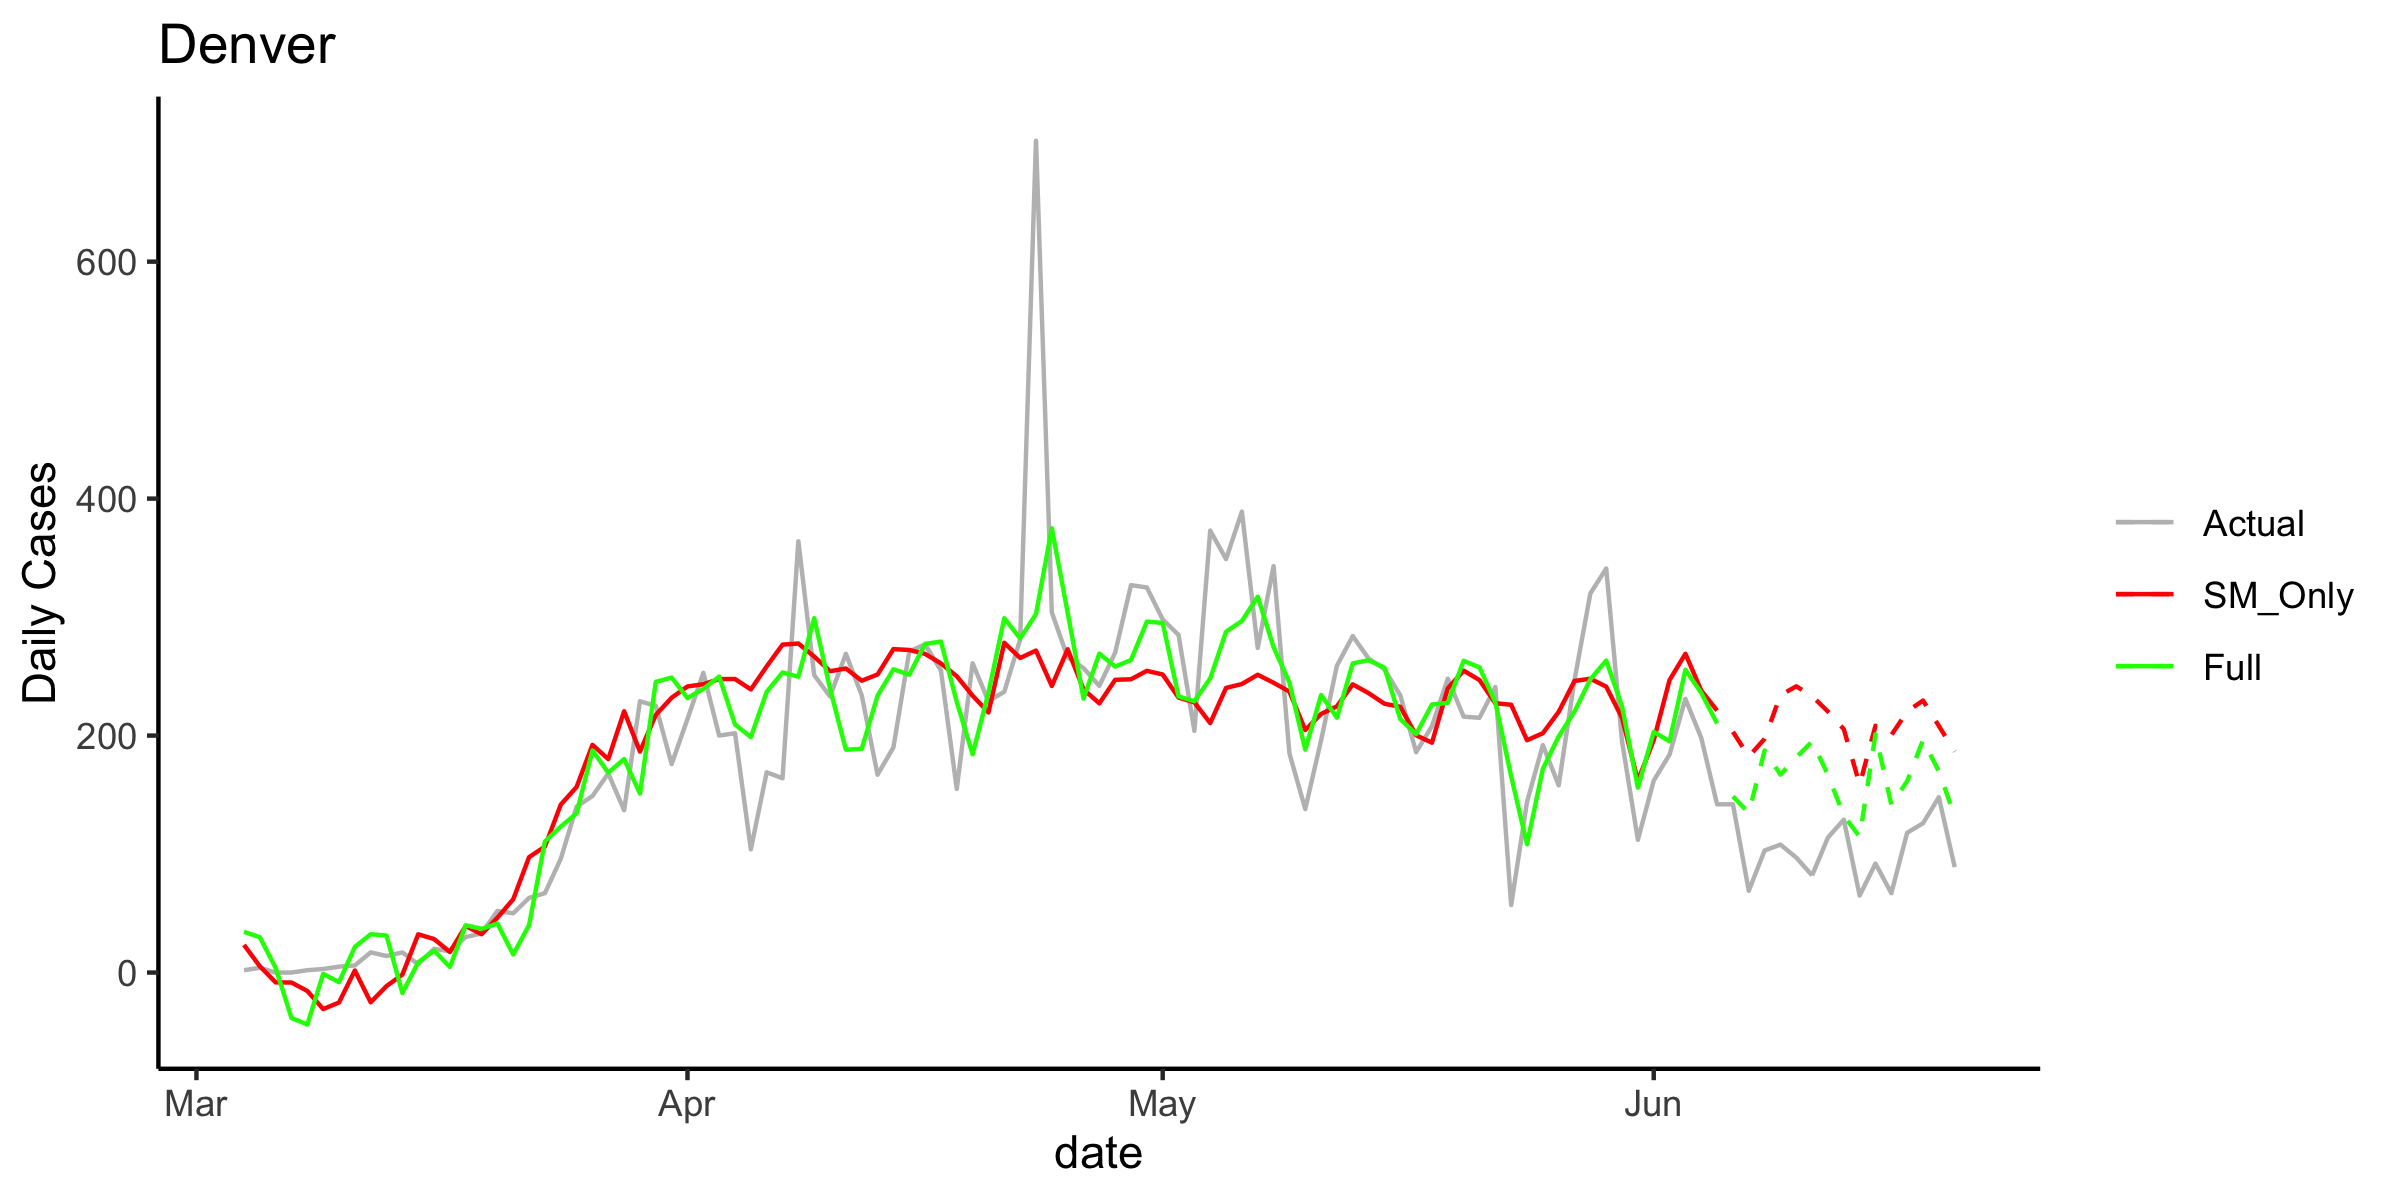 Denver
Daily Cases
600
400
200
0
Mar Apr May Jun
date
Actual
SM_Only
Full